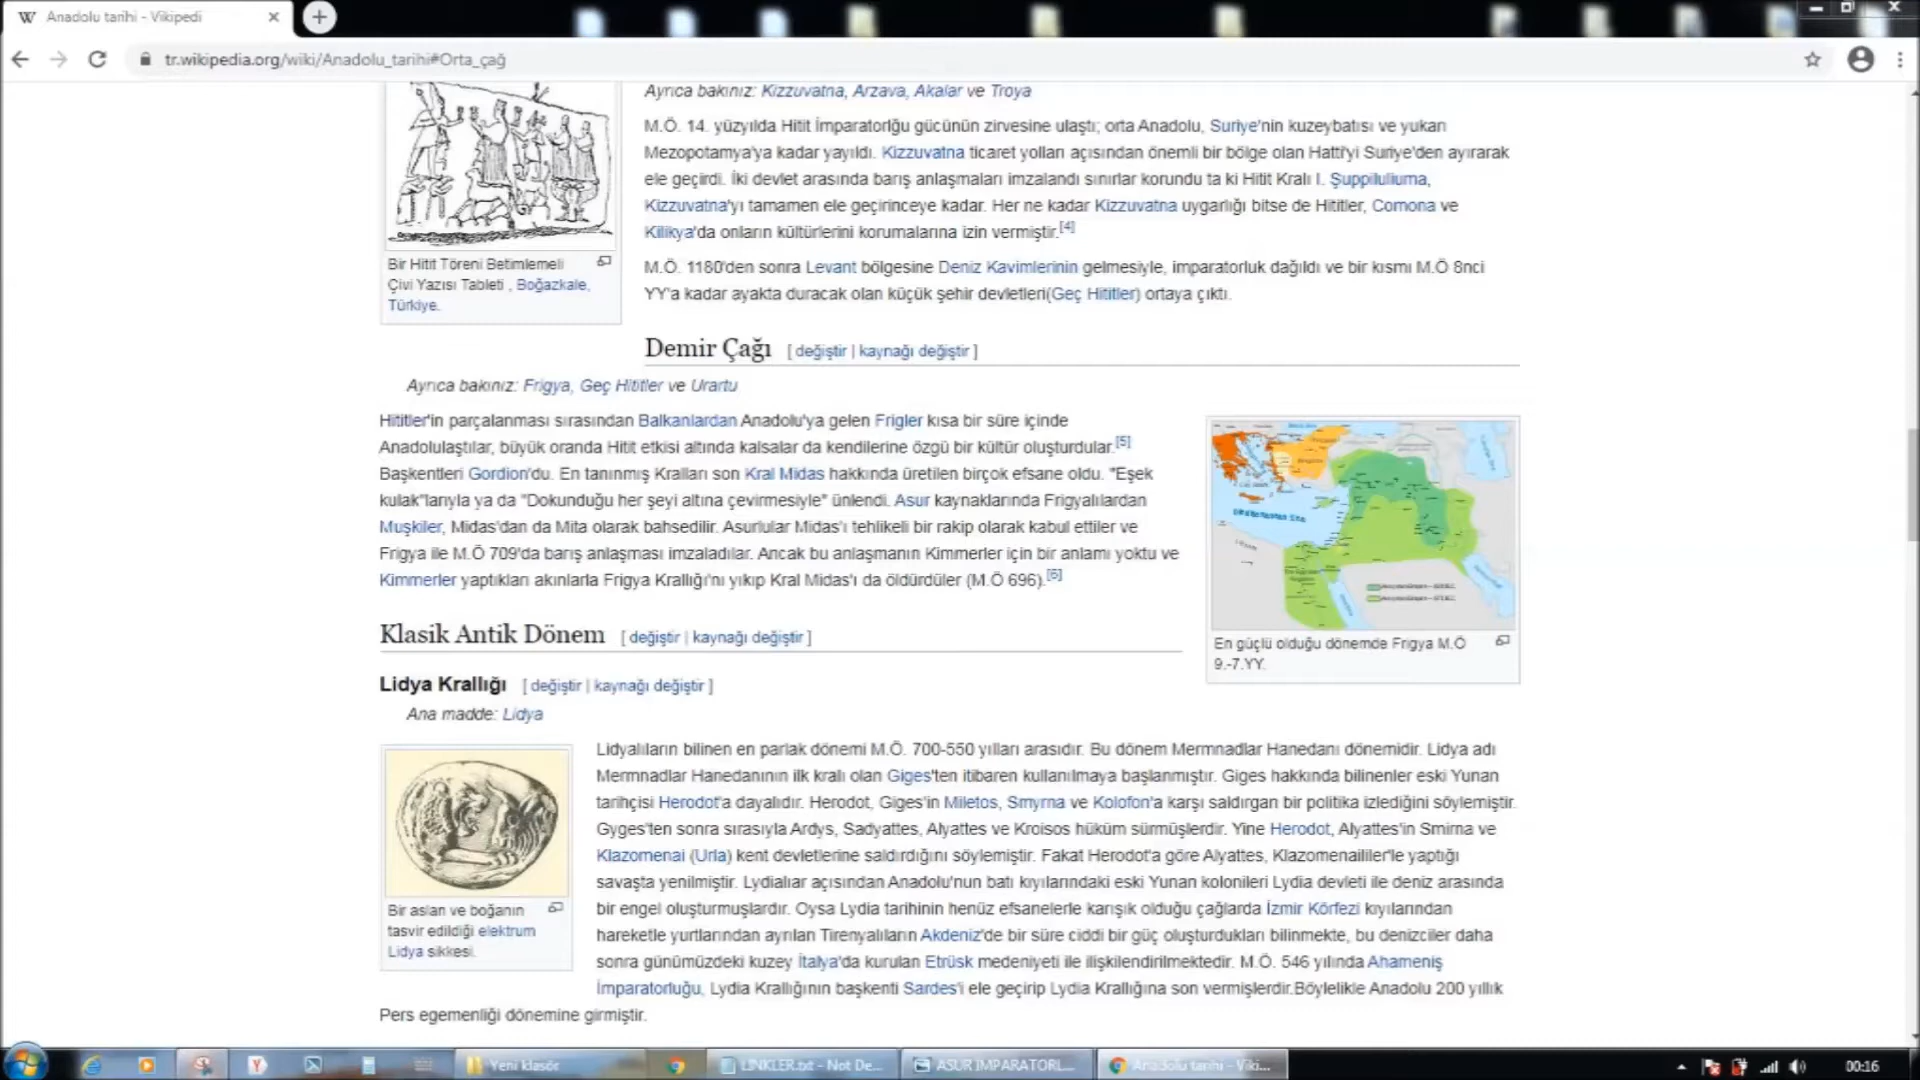 Anadolu tarihi - Vikipedi
tr.wikipedia.org/wiki/Anadolu_tarihi#Orta_çağ
Ayrıca bakınız: Kizzuvatna, Arzava, Akalar ve Troya
M.Ö. 14. yüzyılda Hitit İmparatorlğu gücünün zirvesine ulaştı; orta Anadolu, Suriye'nin kuzeybatısı ve yukarı
Mezopotamya'ya kadar yayıldı. Kizzuvatna ticaret yolları açısından önemli bir bölge olan Hatti'yi Suriye'den ayırarak
ele geçirdi. İki devlet arasında barış anlaşmaları imzalandı sınırlar korundu ta ki Hitit Kralı I. Şuppiluliuma,
Kizzuvatna'yı tamamen ele geçirinceye kadar. Her ne kadar Kizzuvatna uygarlığı bitse de Hititler, Comona ve
Kilikya'da onların kültürlerini korumalarına izin vermiştir.[4]
Bir Hitit Töreni Betimlemeli
Çivi Yazısı Tableti , Boğazkale,
Türkiye.
M.Ö. 1180'den sonra Levant bölgesine Deniz Kavimlerinin gelmesiyle, imparatorluk dağıldı ve bir kısmı M.Ö 8nci
YY'a kadar ayakta duracak olan küçük şehir devletleri(Geç Hititler) ortaya çıktı.
Demir Çağı [ değiştir | kaynağı değiştir ]
Ayrıca bakınız: Frigya, Geç Hititler ve Urartu
Hititler'in parçalanması sırasından Balkanlardan Anadolu'ya gelen Frigler kısa bir süre içinde
Anadolulaştılar, büyük oranda Hitit etkisi altında kalsalar da kendilerine özgü bir kültür oluşturdular.[5]
Başkentleri Gordion'du. En tanınmış Kralları son Kral Midas hakkında üretilen birçok efsane oldu. "Eşek
kulak"larıyla ya da "Dokunduğu her şeyi altına çevirmesiyle" ünlendi. Asur kaynaklarında Frigyalılardan
Muşkiler, Midas'dan da Mita olarak bahsedilir. Asurlular Midas'ı tehlikeli bir rakip olarak kabul ettiler ve
Frigya ile M.Ö 709'da barış anlaşması imzaladılar. Ancak bu anlaşmanın Kimmerler için bir anlamı yoktu ve
Kimmerler yaptıkları akınlarla Frigya Krallığı'nı yıkıp Kral Midas'ı da öldürdüler (M.Ö 696).[6]
En güçlü olduğu dönemde Frigya M.Ö
9.-7.YY.
Klasik Antik Dönem [ değiştir | kaynağı değiştir ]
Lidya Krallığı [ değiştir | kaynağı değiştir ]
Ana madde: Lidya
Lidyalıların bilinen en parlak dönemi M.Ö. 700-550 yılları arasıdır. Bu dönem Mermnadlar Hanedanı dönemidir. Lidya adı
Mermnadlar Hanedanının ilk kralı olan Giges'ten itibaren kullanılmaya başlanmıştır. Giges hakkında bilinenler eski Yunan
tarihçisi Herodot'a dayalıdır. Herodot, Giges'in Miletos, Smyrna ve Kolofon'a karşı saldırgan bir politika izlediğini söylemiştir.
Gyges'ten sonra sırasıyla Ardys, Sadyattes, Alyattes ve Kroisos hüküm sürmüşlerdir. Yine Herodot, Alyattes'in Smirna ve
Klazomenai (Urla) kent devletlerine saldırdığını söylemiştir. Fakat Herodot'a göre Alyattes, Klazomenaililer'le yaptığı
savaşta yenilmiştir. Lydialıar açısından Anadolu'nun batı kıyılarındaki eski Yunan kolonileri Lydia devleti ile deniz arasında
bir engel oluşturmuşlardır. Oysa Lydia tarihinin henüz efsanelerle karışık olduğu çağlarda İzmir Körfezi kıyılarından
hareketle yurtlarından ayrılan Tirenyalıların Akdeniz'de bir süre ciddi bir güç oluşturdukları bilinmekte, bu denizciler daha
sonra günümüzdeki kuzey İtalya'da kurulan Etrüsk medeniyeti ile ilişkilendirilmektedir. M.Ö. 546 yılında Ahameniş
İmparatorluğu, Lydia Krallığının başkenti Sardes'i ele geçirip Lydia Krallığına son vermişlerdir.Böylelikle Anadolu 200 yıllık
Pers egemenliği dönemine girmiştir.
Bir aslan ve boğanın
tasvir edildiği elektrum
Lidya sikkesi.
Yeni klasör
LINKLER.txt - Not De...
ASUR IMPARATORL...
Anadolu tarihi - Viki...
00:16